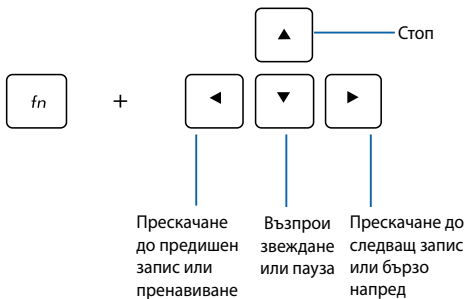 Стоп
fn +
Прескачане
до предишен
запис или
пренавиване
Възпрои
звеждане
или пауза
Прескачане до
следващ запис
или бързо
напред